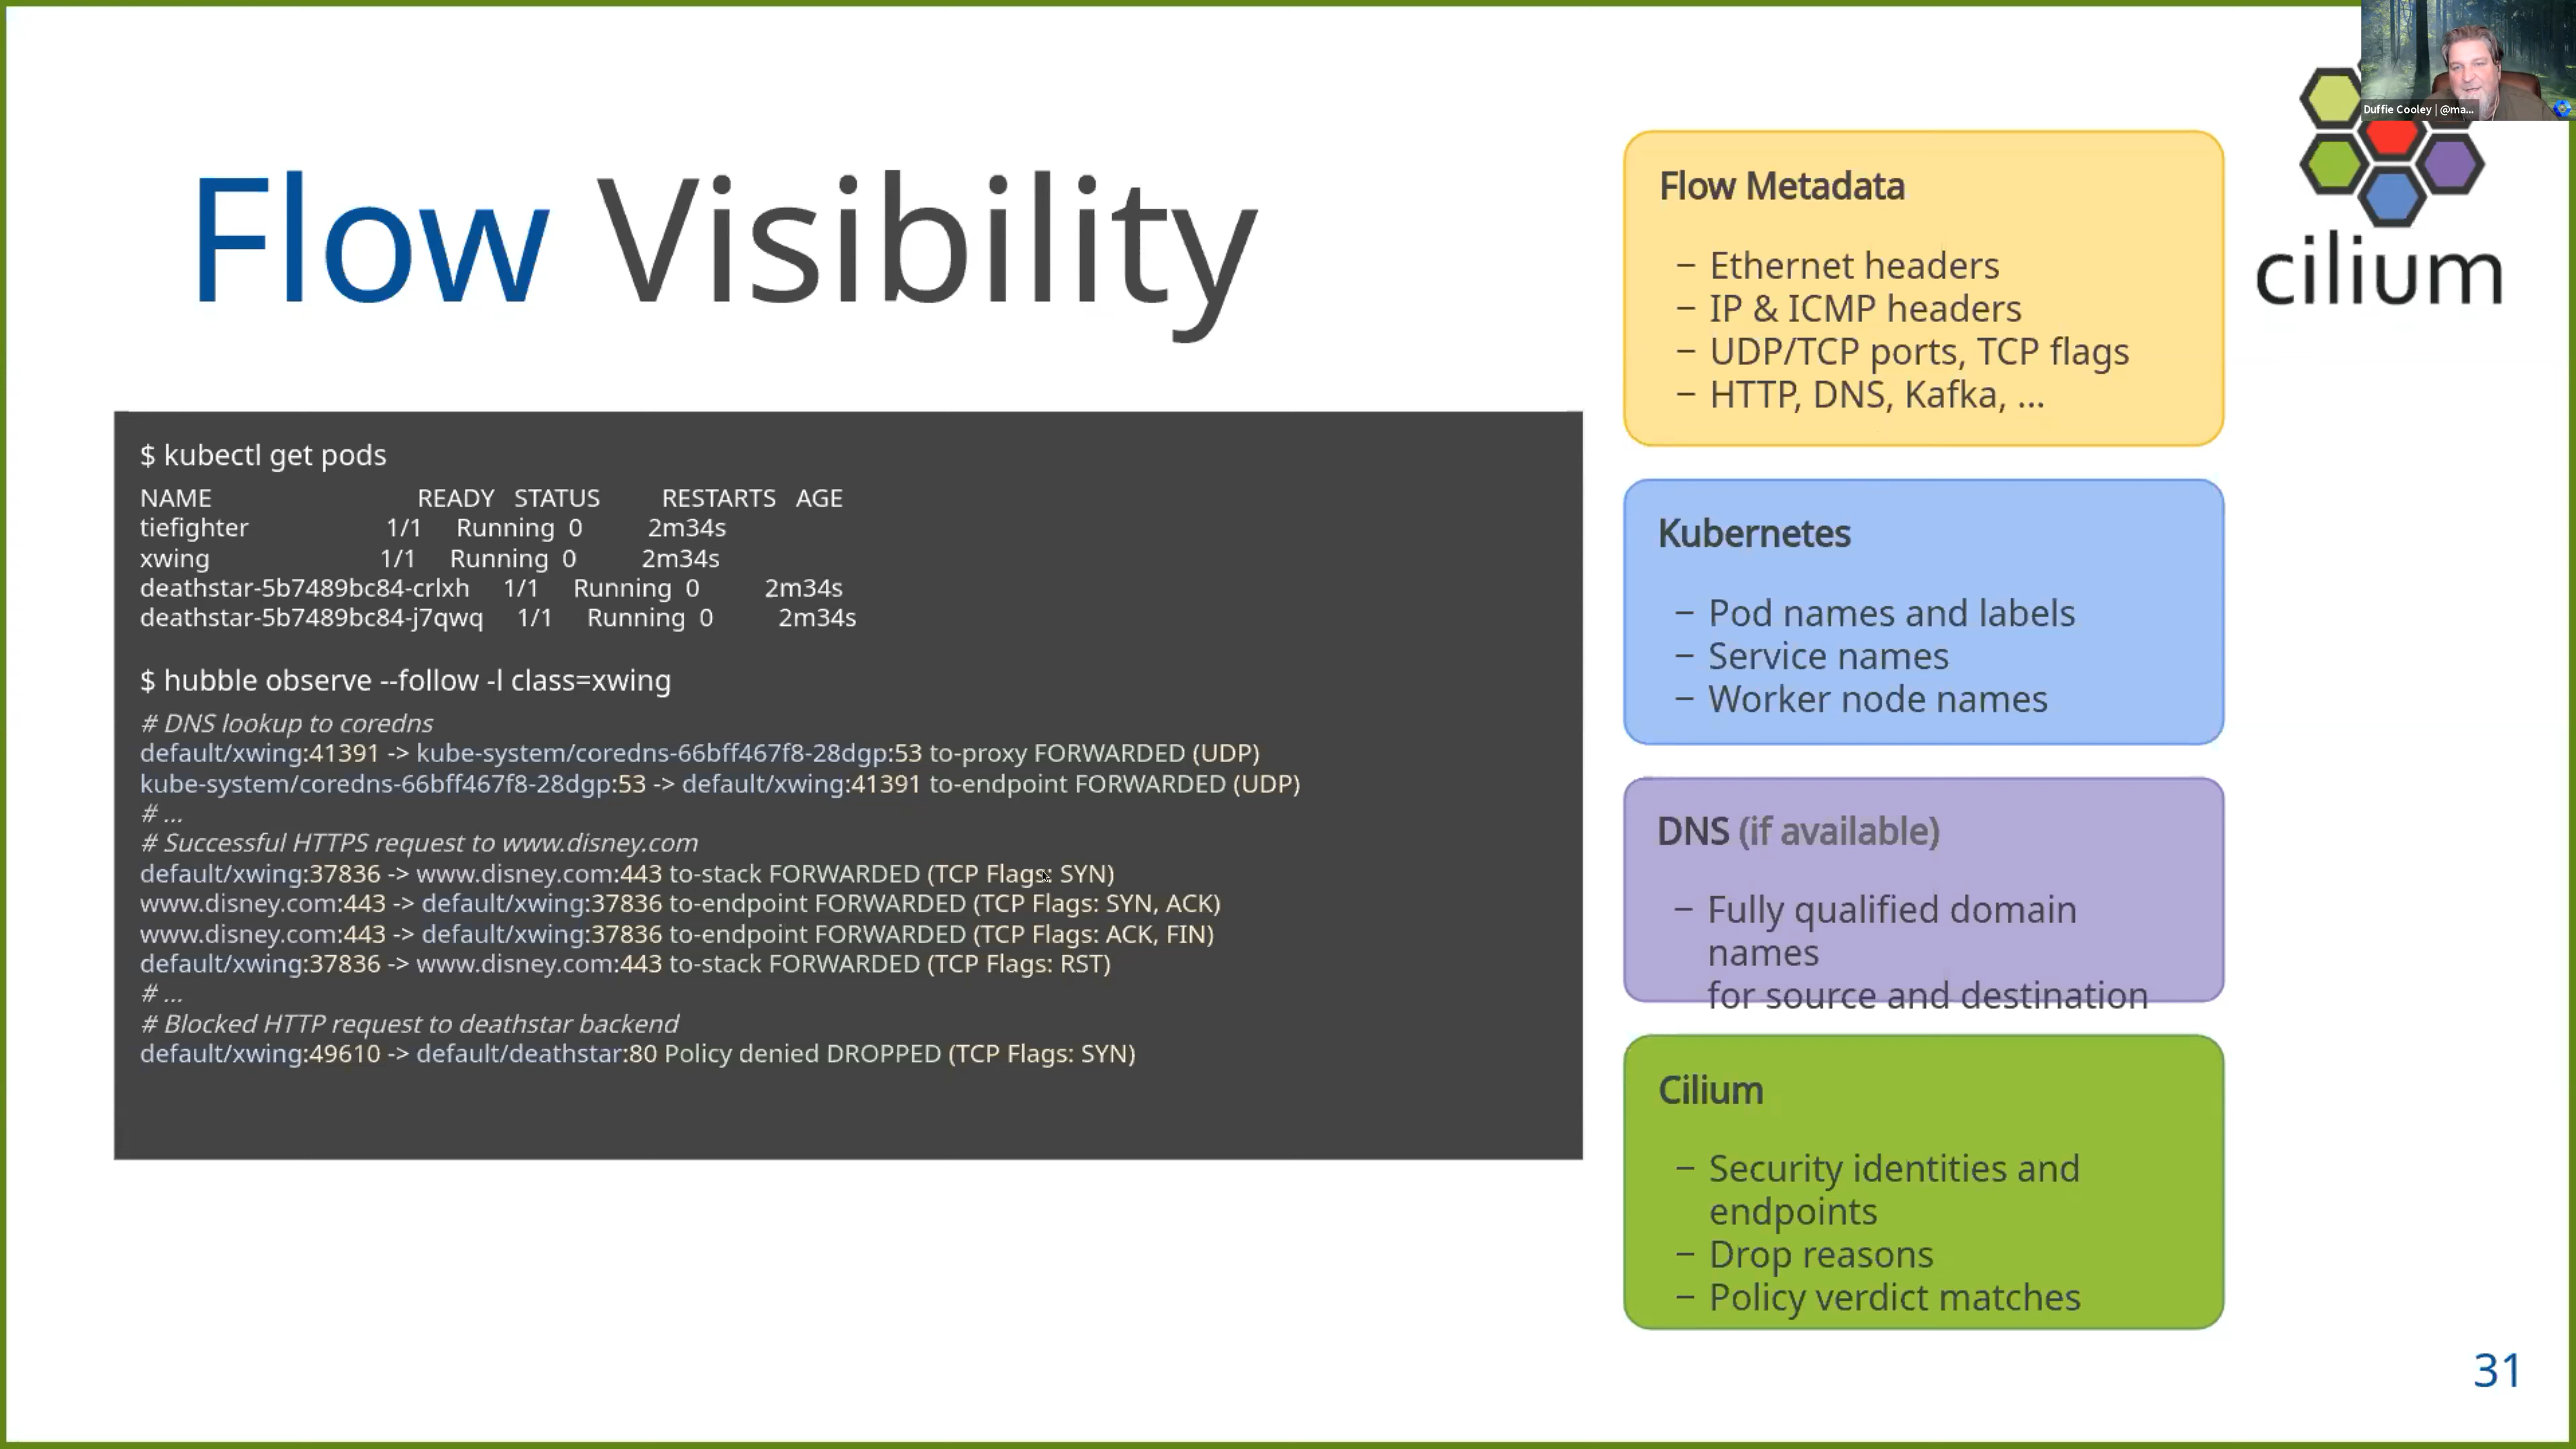 Flow Visibility
$ kubectl get pods
NAME READY STATUS RESTARTS AGE
tiefighter 1/1 Running 0 2m34s
xwing 1/1 Running 0 2m34s
deathstar-5b7489bc84-crlxh 1/1 Running 0 2m34s
deathstar-5b7489bc84-j7qwq 1/1 Running 0 2m34s
$ hubble observe --follow -l class=xwing
# DNS lookup to coredns
default/xwing:41391 -> kube-system/coredns-66bff467f8-28dgp:53 to-proxy FORWARDED (UDP)
kube-system/coredns-66bff467f8-28dgp:53 -> default/xwing:41391 to-endpoint FORWARDED (UDP)
# ...
# Successful HTTPS request to www.disney.com
default/xwing:37836 -> www.disney.com:443 to-stack FORWARDED (TCP Flags: SYN)
www.disney.com:443 -> default/xwing:37836 to-endpoint FORWARDED (TCP Flags: SYN, ACK)
www.disney.com:443 -> default/xwing:37836 to-endpoint FORWARDED (TCP Flags: ACK, FIN)
default/xwing:37836 -> www.disney.com:443 to-stack FORWARDED (TCP Flags: RST)
# ...
# Blocked HTTP request to deathstar backend
default/xwing:49610 -> default/deathstar:80 Policy denied DROPPED (TCP Flags: SYN)
Flow Metadata
– Ethernet headers
– IP & ICMP headers
– UDP/TCP ports, TCP flags
– HTTP, DNS, Kafka, ...
Kubernetes
– Pod names and labels
– Service names
– Worker node names
DNS (if available)
– Fully qualified domain
names
for source and destination
Cilium
– Security identities and
endpoints
– Drop reasons
– Policy verdict matches
Duffie Cooley | @ma...
cilium
31